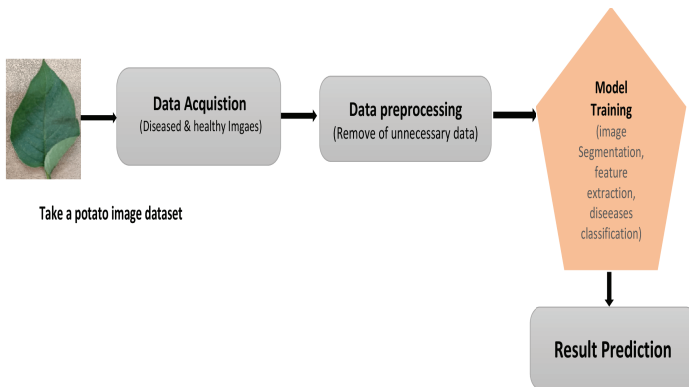 Data Acquistion
(Diseased & healthy Imgaes)
Data preprocessing
(Remove of unnecessary data)
Model
Training
(image
Segmentation,
feature
extraction,
diseeases
classification)
Take a potato image dataset
Result Prediction